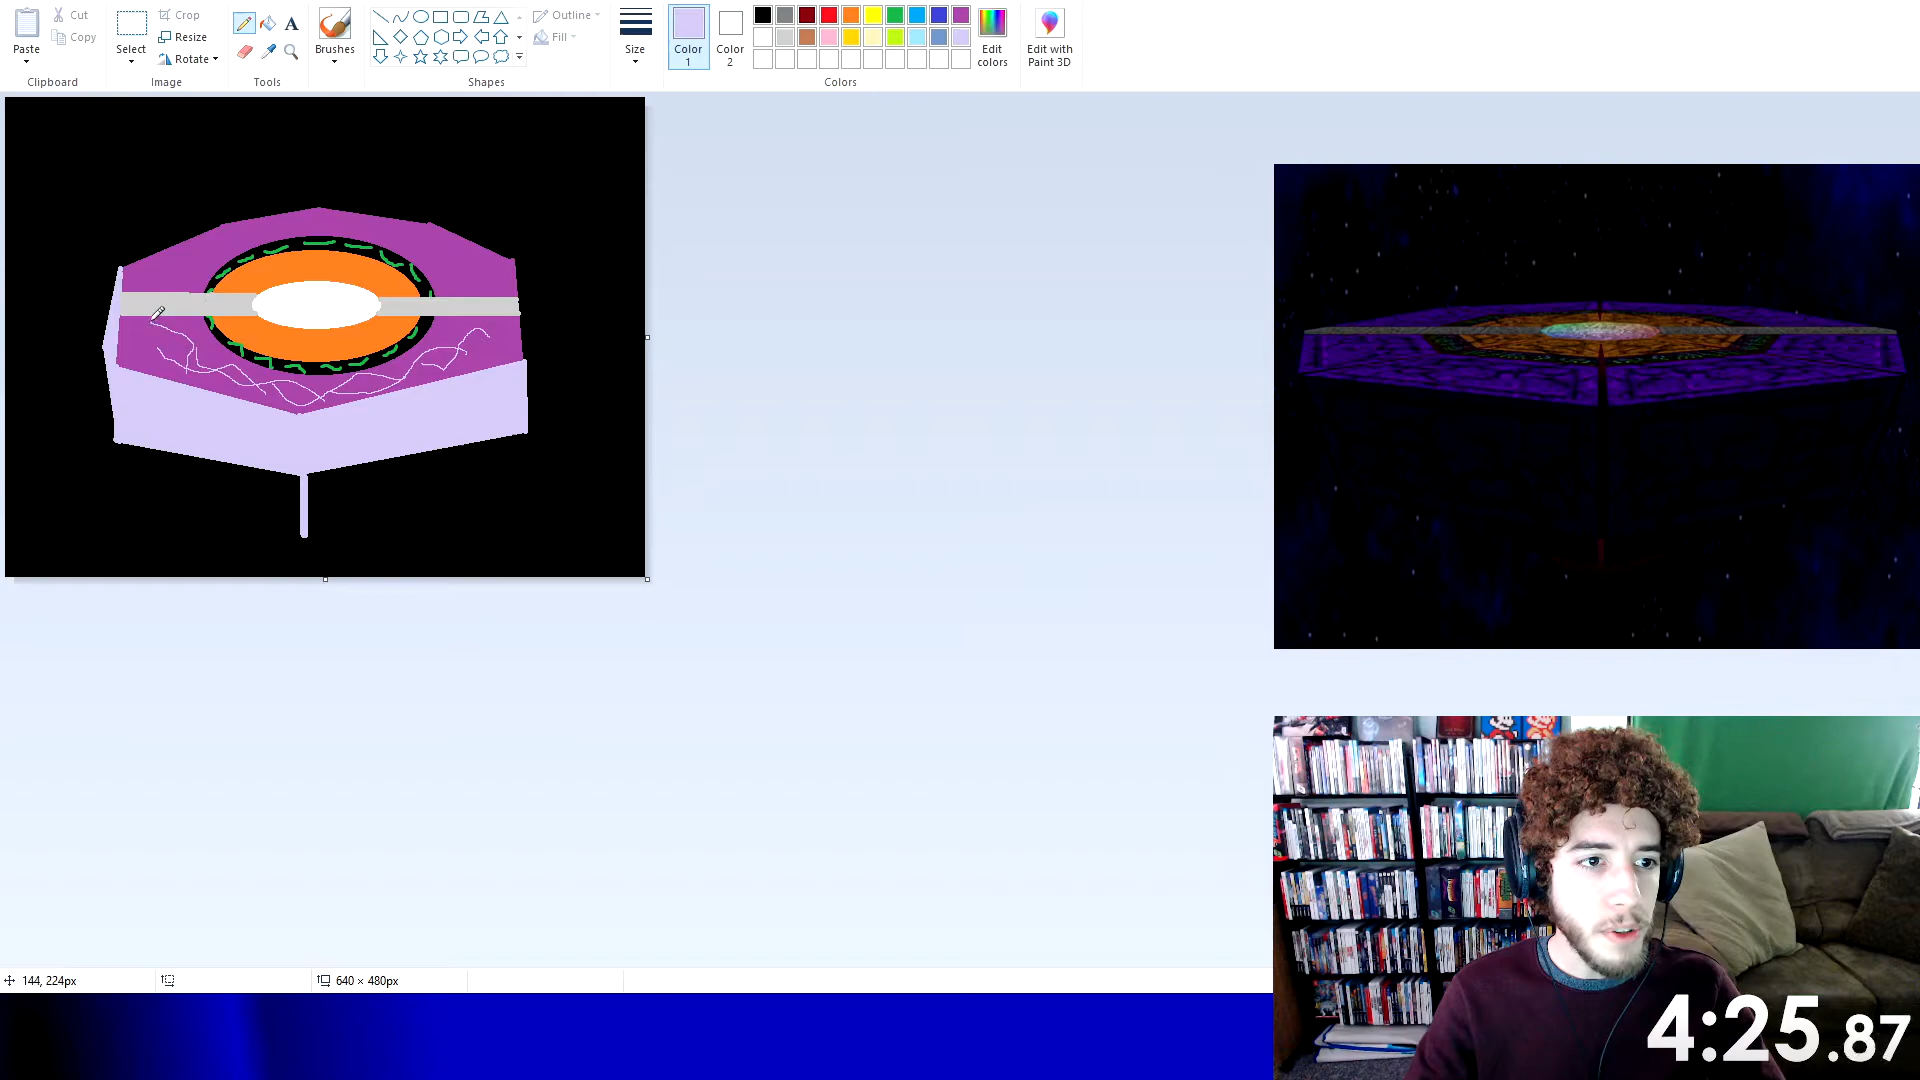 Paste
Cut
Copy
Clipboard
Select
Crop
Resize
Rotate
Image
A
Tools
Brushes
Shapes
Outline
Fill
Size
Color
1
Color
2
Edit
colors
Colors
Edit with
Paint 3D
144, 224px
640 × 480px
4:25.87